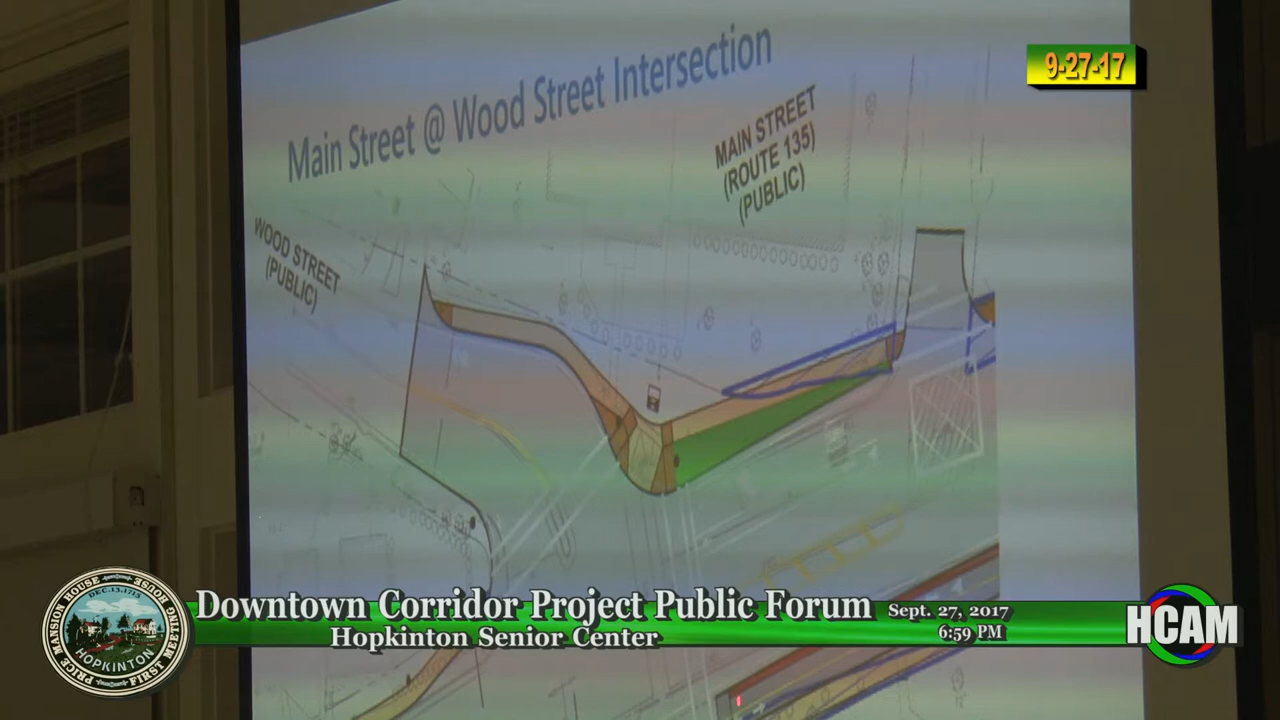 9-27-17
Main Street @ Wood Street Intersection
MAIN STREET
(ROUTE 135)
(PUBLIC)
WOOD STREET
(PUBLIC)
Downtown Corridor Project Public Forum
Sept. 27, 2017
Hopkinton Senior Center
6:59 PM
PRICE MANSION HOUSE
FIRST MEETING HOUSE
DEC.13.1715
HOPKINTON
HCAM